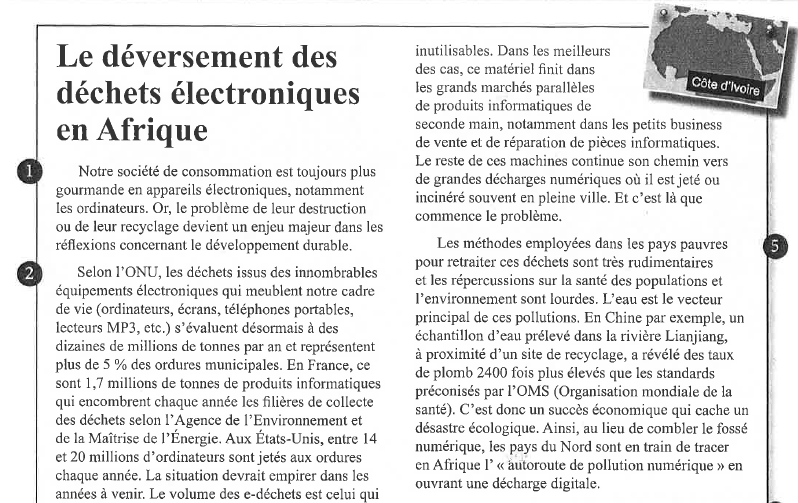 Le déversement des
déchets électroniques
en Afrique
1
Notre société de consommation est toujours plus
gourmande en appareils électroniques, notamment
les ordinateurs. Or, le problème de leur destruction
ou de leur recyclage devient un enjeu majeur dans les
réflexions concernant le développement durable.
2
Selon l'ONU, les déchets issus des innombrables
équipements électroniques qui meublent notre cadre
de vie (ordinateurs, écrans, téléphones portables,
lecteurs MP3, etc.) s'évaluent désormais à des
dizaines de millions de tonnes par an et représentent
plus de 5 % des ordures municipales. En France, ce
sont 1,7 millions de tonnes de produits informatiques
qui encombrent chaque année les filières de collecte
des déchets selon l'Agence de l'Environnement et
de la Maîtrise de l'Énergie. Aux États-Unis, entre 14
et 20 millions d'ordinateurs sont jetés aux ordures
chaque année. La situation devrait empirer dans les
années à venir. Le volume des e-déchets est celui qui
inutilisables. Dans les meilleurs
des cas, ce matériel finit dans
les grands marchés parallèles
de produits informatiques de
seconde main, notamment dans les petits business
de vente et de réparation de pièces informatiques.
Le reste de ces machines continue son chemin vers
de grandes décharges numériques où il est jeté ou
incinéré souvent en pleine ville. Et c'est là que
commence le problème.
Côte d'Ivoire
5
Les méthodes employées dans les pays pauvres
pour retraiter ces déchets sont très rudimentaires
et les répercussions sur la santé des populations et
l'environnement sont lourdes. L'eau est le vecteur
principal de ces pollutions. En Chine par exemple, un
échantillon d'eau prélevé dans la rivière Lianjiang,
à proximité d'un site de recyclage, a révélé des taux
de plomb 2400 fois plus élevés que les standards
préconisés par l'OMS (Organisation mondiale de la
santé). C'est donc un succès économique qui cache un
désastre écologique. Ainsi, au lieu de combler le fossé
numérique, les pays du Nord sont en train de tracer
en Afrique l' « autoroute de pollution numérique » en
ouvrant une décharge digitale.